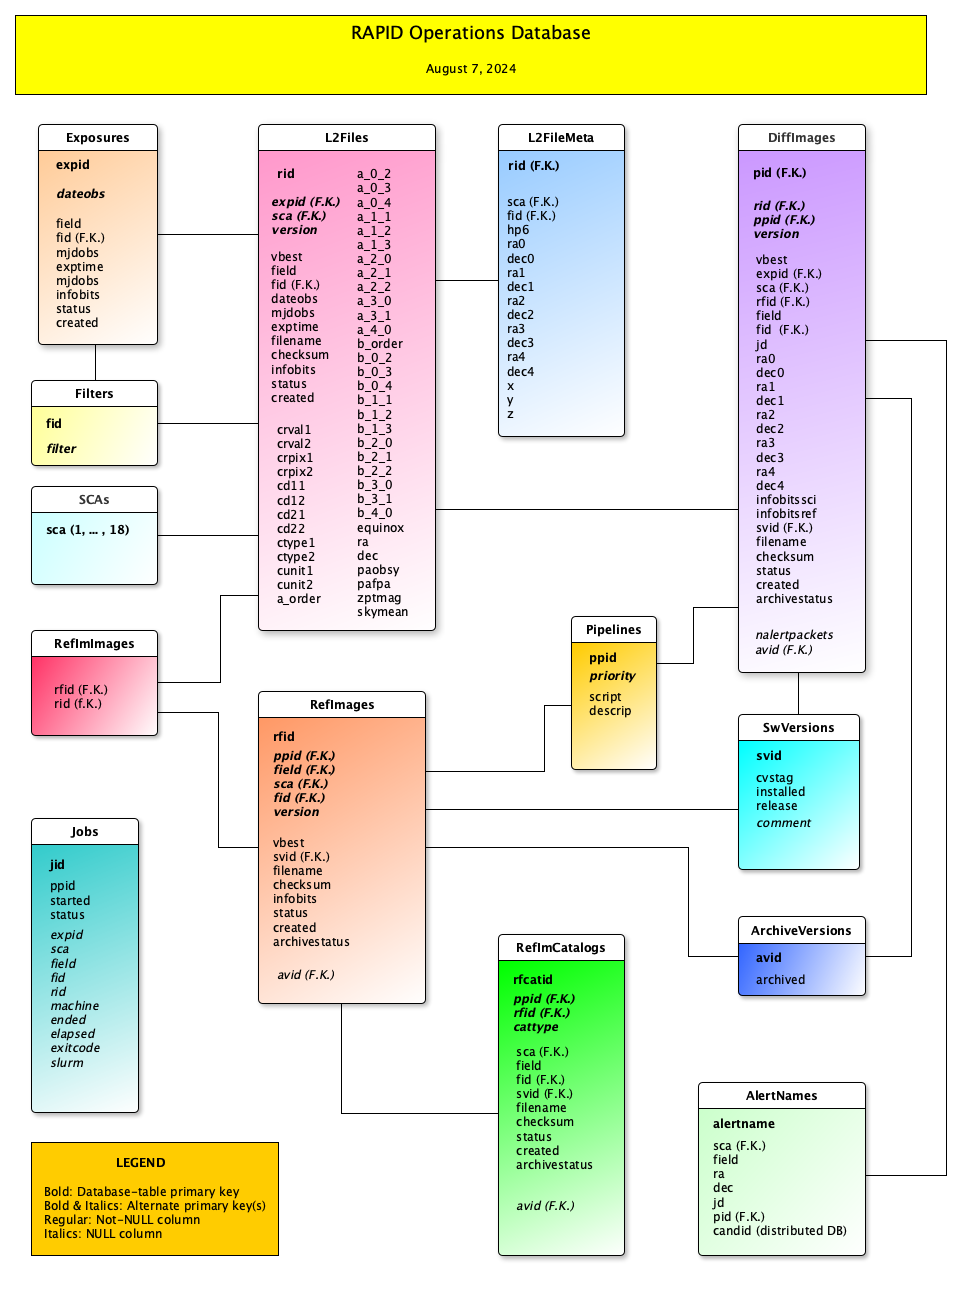 RAPID Operations Database
August 7, 2024
Exposures
expid
dateobs
field
fid (F.K.)
mjdobs
exptime
mjdobs
infobits
status
created
Filters
fid
filter
SCAs
sca (1, ... , 18)
RefImImages
rfid (F.K.)
rid (f.K.)
Jobs
jid
ppid
started
status
expid
sca
field
fid
rid
machine
ended
elapsed
exitcode
slurm
LEGEND
Bold: Database-table primary key
Bold & Italics: Alternate primary key(s)
Regular: Not-NULL column
Italics: NULL column
L2Files
rid
expid (F.K.)
sca (F.K.)
version
vbest
field
fid (F.K.)
dateobs
mjdobs
exptime
filename
checksum
infobits
status
created
crval1
crval2
crpix1
crpix2
cd11
cd12
cd21
cd22
ctype1
ctype2
cunit1
cunit2
a_order
a_0_2
a_0_3
a_0_4
a_1_1
a_1_2
a_1_3
a_2_0
a_2_1
a_2_2
a_3_0
a_3_1
a_4_0
b_order
b_0_2
b_0_3
b_0_4
b_1_1
b_1_2
b_1_3
b_2_0
b_2_1
b_2_2
b_3_0
b_3_1
b_4_0
equinox
ra
dec
paobsy
pafpa
zptmag
skymean
RefImages
rfid
ppid (F.K.)
field (F.K.)
sca (F.K.)
fid (F.K.)
version
vbest
svid (F.K.)
filename
checksum
infobits
status
created
archivestatus
avid (F.K.)
L2FileMeta
rid (F.K.)
sca (F.K.)
fid (F.K.)
hp6
ra0
dec0
ra1
dec1
ra2
dec2
ra3
dec3
ra4
dec4
x
y
z
Pipelines
ppid
priority
script
descrip
RefImCatalogs
rfcatid
ppid (F.K.)
rfid (F.K.)
cattype
sca (F.K.)
field
fid (F.K.)
svid (F.K.)
filename
checksum
status
created
archivestatus
avid (F.K.)
DiffImages
pid (F.K.)
rid (F.K.)
ppid (F.K.)
version
vbest
expid (F.K.)
sca (F.K.)
rfid (F.K.)
field
fid  (F.K.)
jd
ra0
dec0
ra1
dec1
ra2
dec2
ra3
dec3
ra4
dec4
infobitssci
infobitsref
svid (F.K.)
filename
checksum
status
created
archivestatus
nalertpackets
avid (F.K.)
SwVersions
svid
cvstag
installed
release
comment
ArchiveVersions
avid
archived
AlertNames
alertname
sca (F.K.)
field
ra
dec
jd
pid (F.K.)
candid (distributed DB)